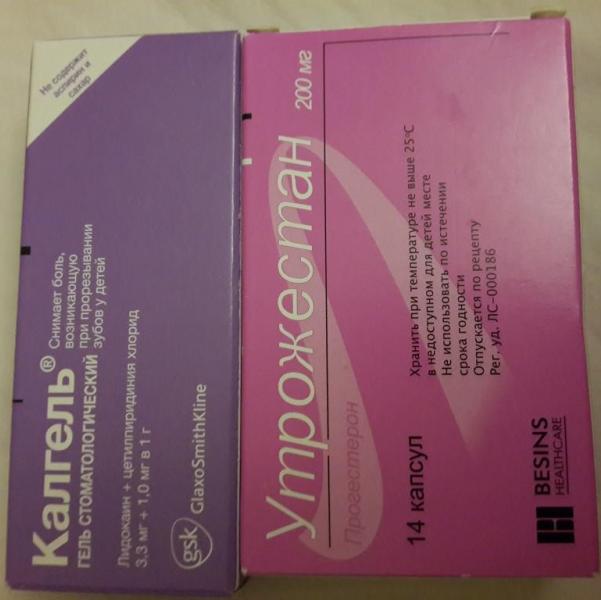 Не содержит
аспирин и
сахар
Калгель®
Снимает боль,
возникающую
при прорезывании
зубов у детей
ГЕЛЬ СТОМАТОЛОГИЧЕСКИЙ
Лидокаин + цетилпиридиния хлорид
3,3 мг + 1,0 мг в 1 г
gsk GlaxoSmithKline
Утрожестан 200 мг
Прогестерон
14 капсул
Хранить при температуре не выше 25°C
в недоступном для детей месте
Не использовать по истечении
срока годности
Отпускается по рецепту
Рег. уд. ЛС-000186
BESINS
HEALTHCARE